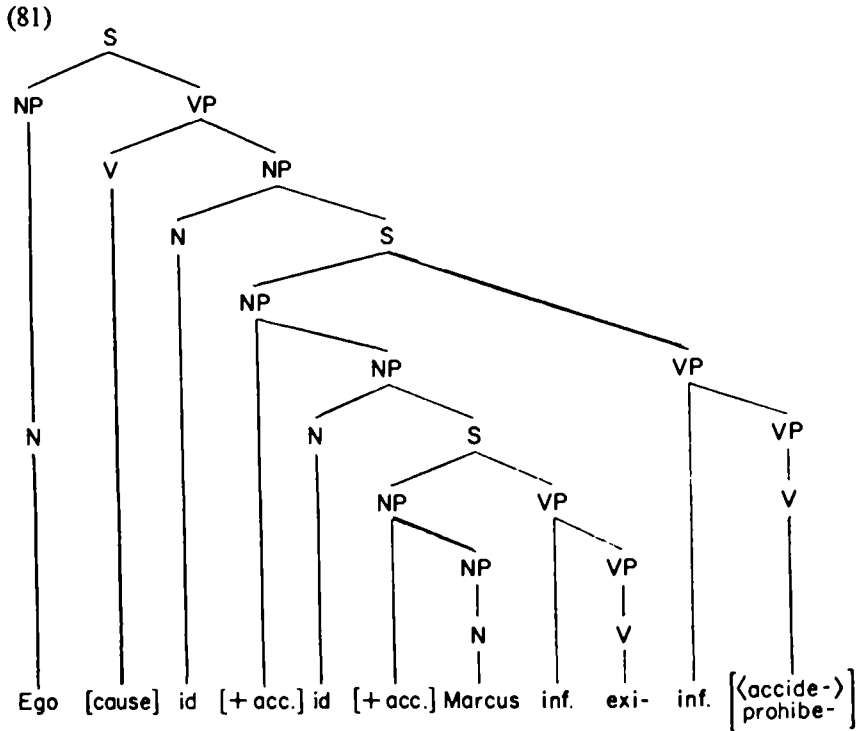 (81)
S
NP VP
V NP
N S
NP
NP VP
N N S VP
NP VP V
NP VP
N V
Ego [cause] id [+ acc.] id [+ acc.] Marcus inf. exi- inf. [⟨accide-⟩ prohibe-]